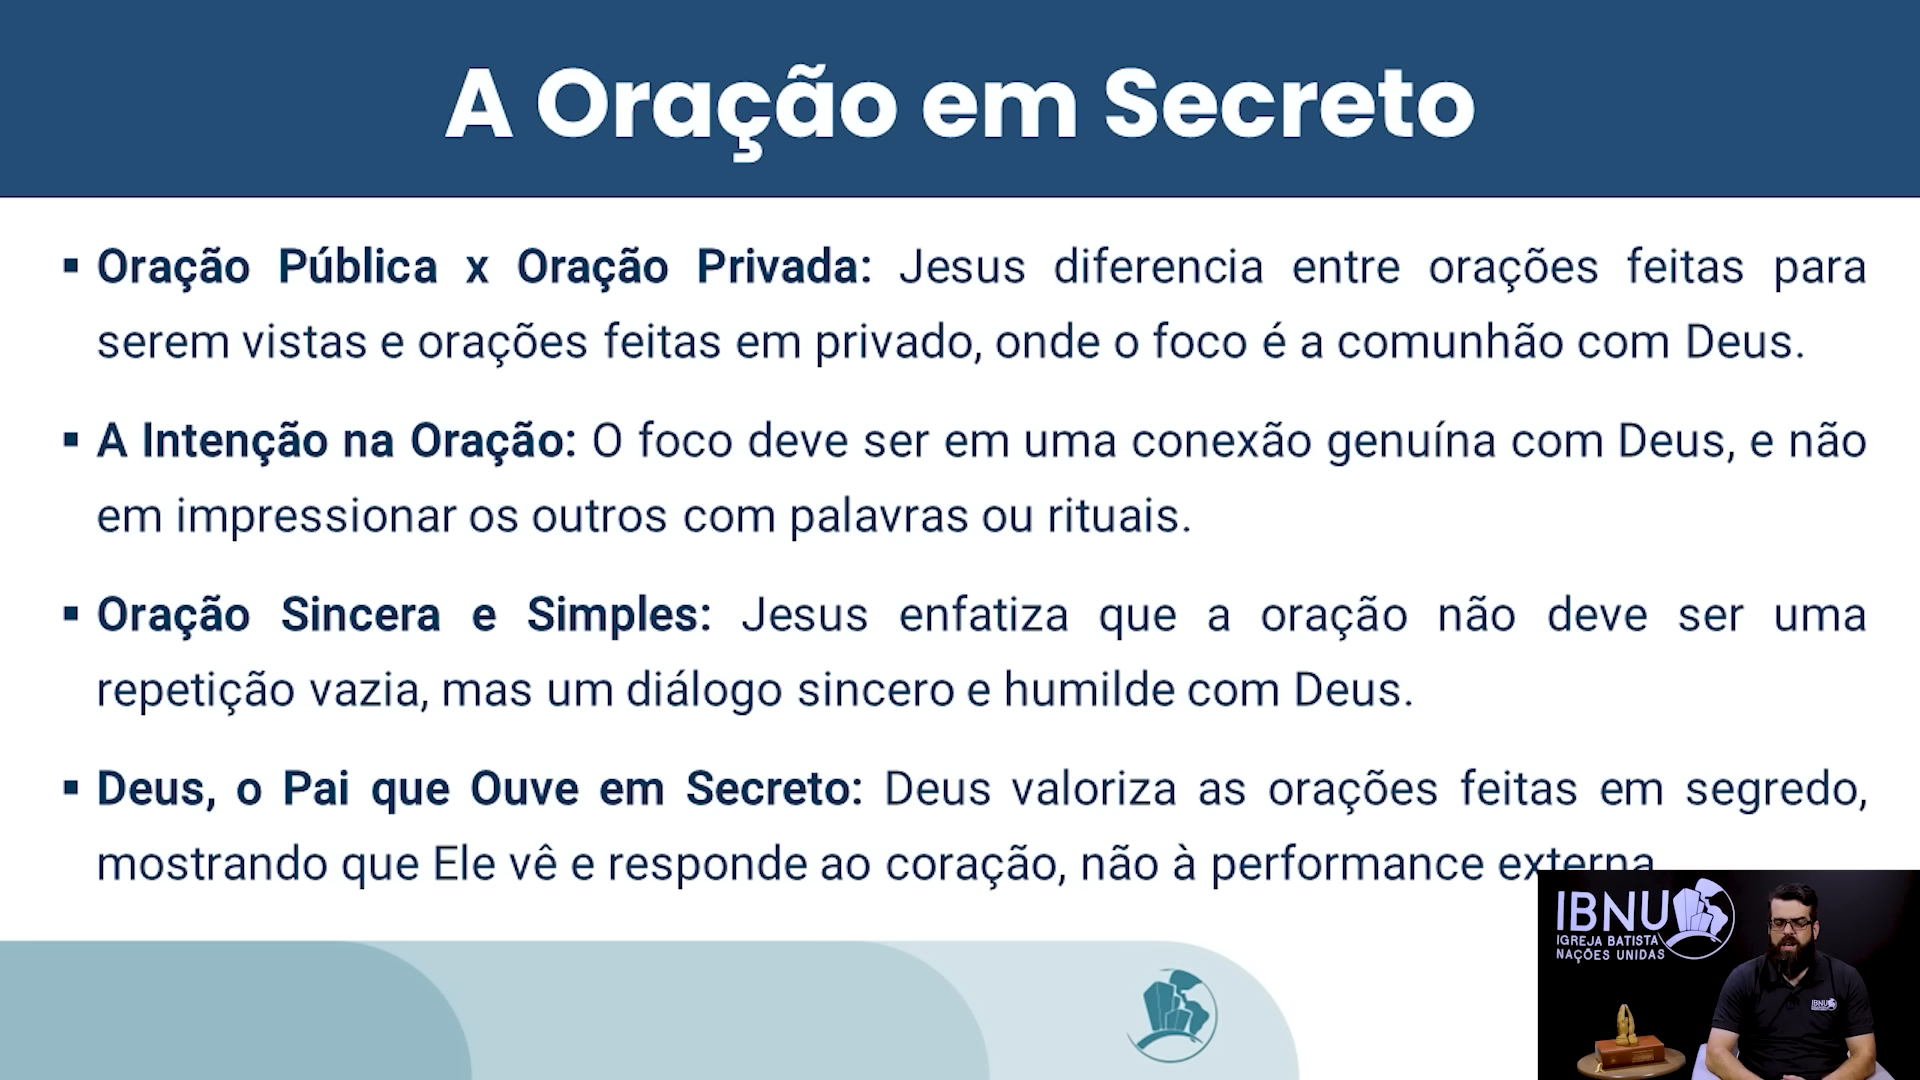 A Oração em Secreto
▪ Oração Pública x Oração Privada: Jesus diferencia entre orações feitas para
serem vistas e orações feitas em privado, onde o foco é a comunhão com Deus.
▪ A Intenção na Oração: O foco deve ser em uma conexão genuína com Deus, e não
em impressionar os outros com palavras ou rituais.
▪ Oração Sincera e Simples: Jesus enfatiza que a oração não deve ser uma
repetição vazia, mas um diálogo sincero e humilde com Deus.
▪ Deus, o Pai que Ouve em Secreto: Deus valoriza as orações feitas em segredo,
mostrando que Ele vê e responde ao coração, não à performance externa
IBNU
IGREJA BATISTA
NAÇÕES UNIDAS
IBNU